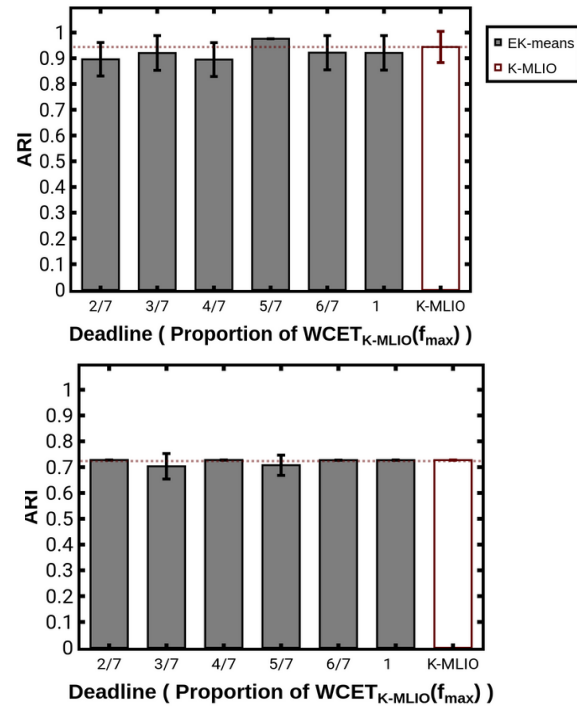 1
0.9
0.8
0.7
0.6
0.5
0.4
0.3
0.2
0.1
0
ARI
2/7 3/7 4/7 5/7 6/7 1 K-MLIO
Deadline ( Proportion of WCET_K-MLIO(f_max) )
EK-means
K-MLIO
1
0.9
0.8
0.7
0.6
0.5
0.4
0.3
0.2
0.1
0
ARI
2/7 3/7 4/7 5/7 6/7 1 K-MLIO
Deadline ( Proportion of WCET_K-MLIO(f_max) )